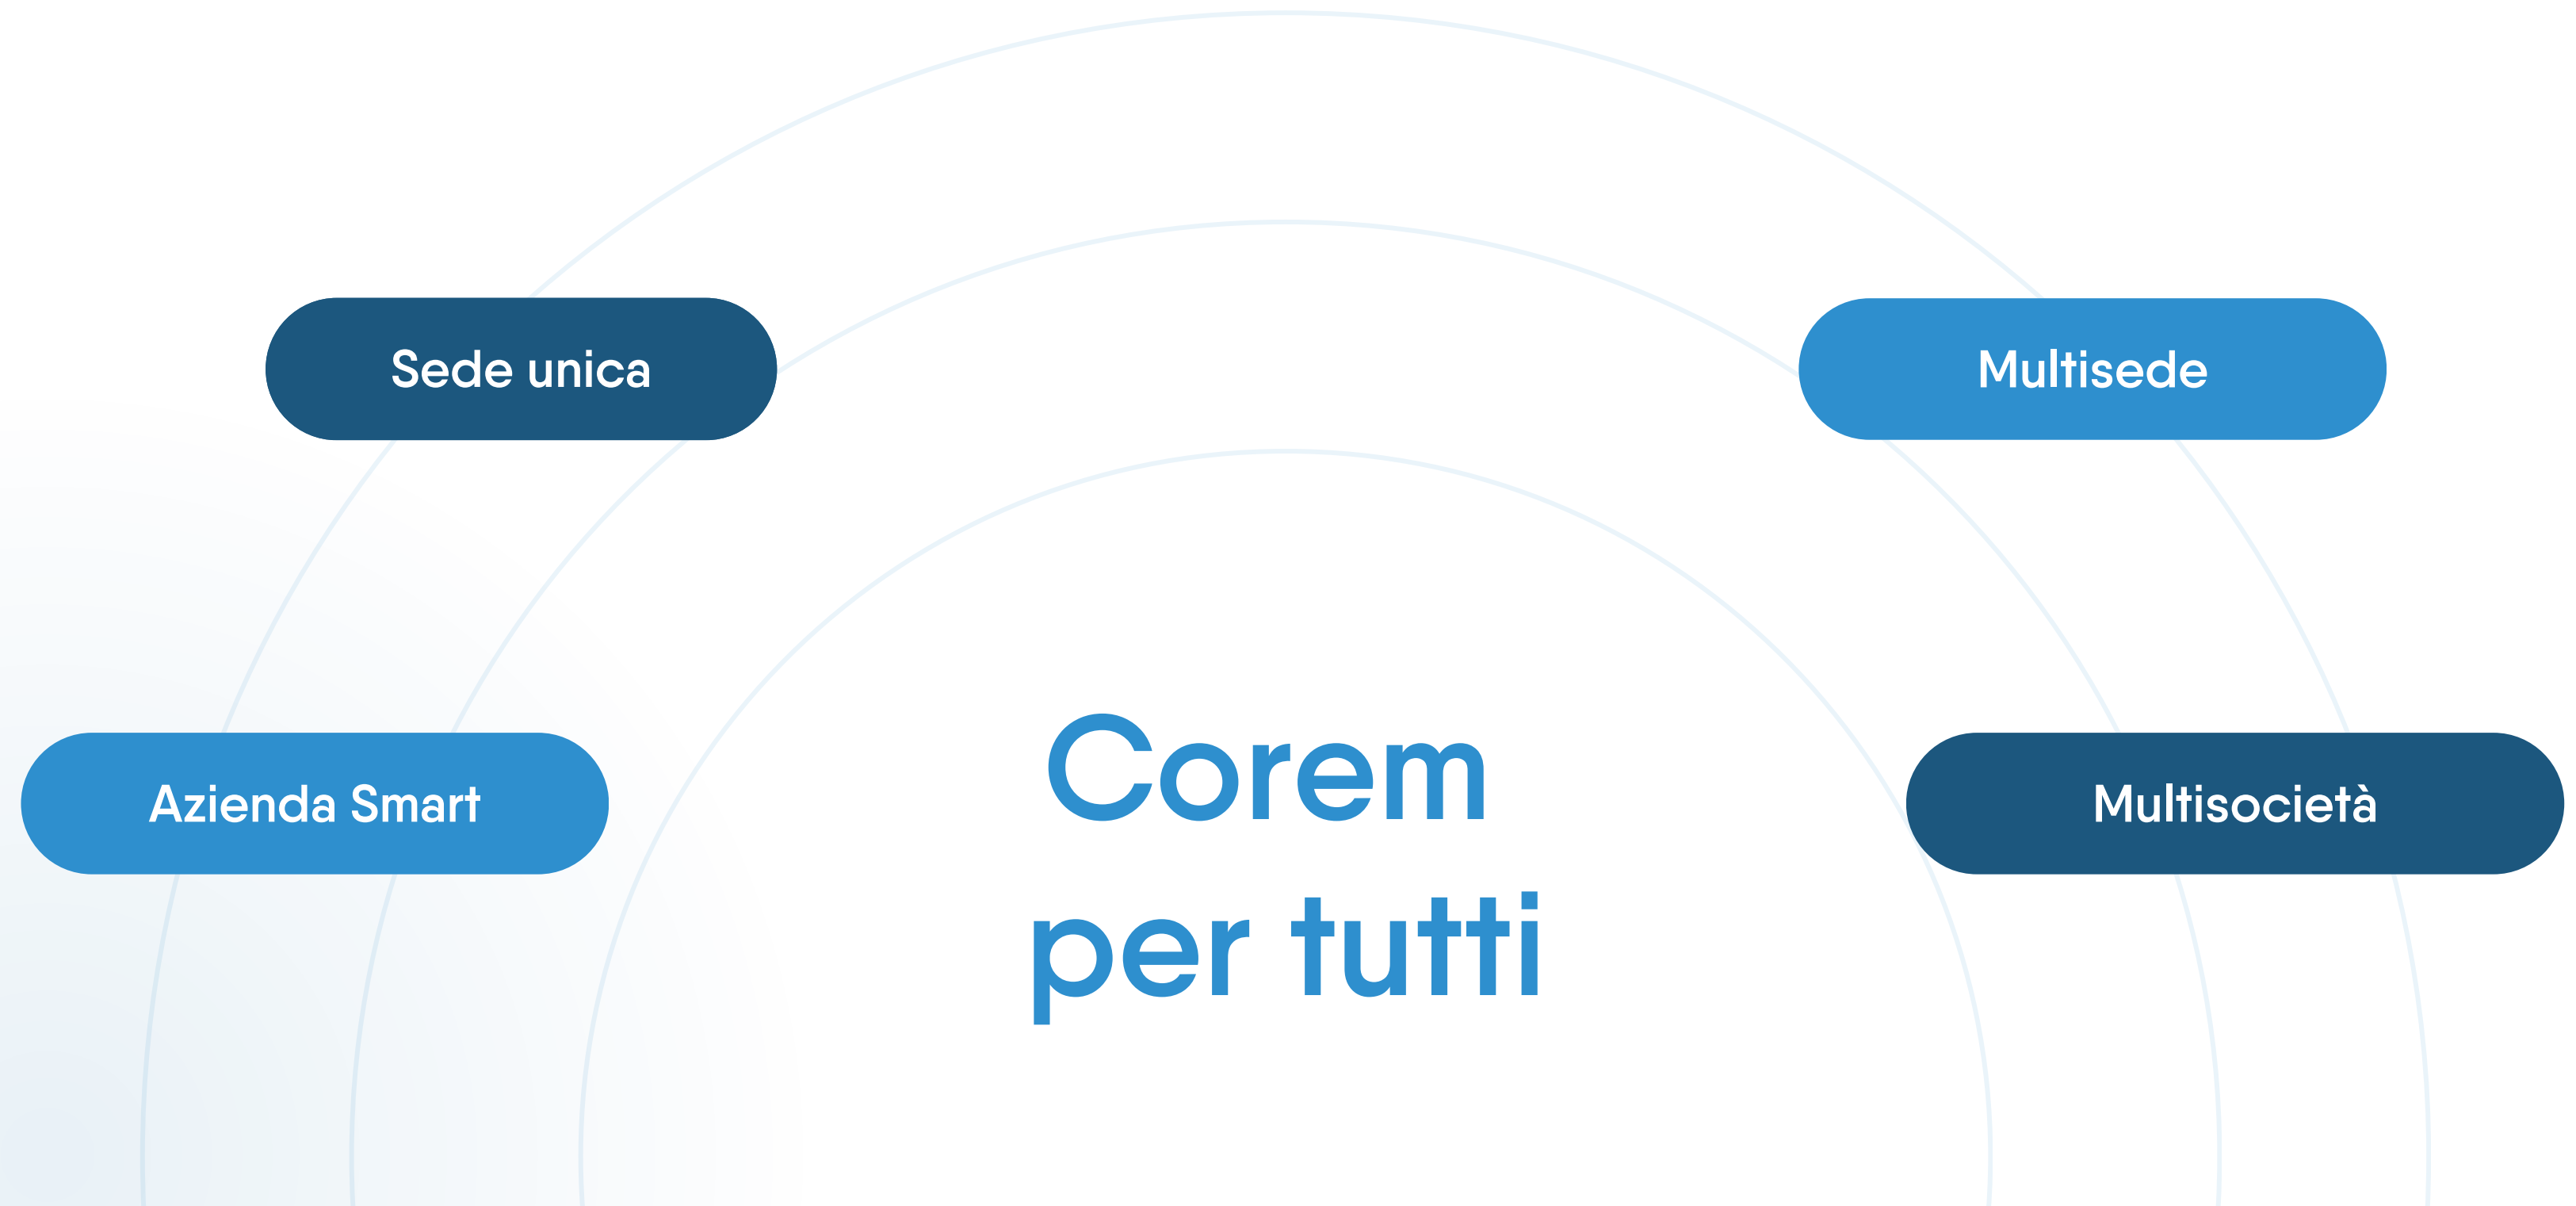 Sede unica
Multisede
Azienda Smart
Multisocietà
Corem
per tutti